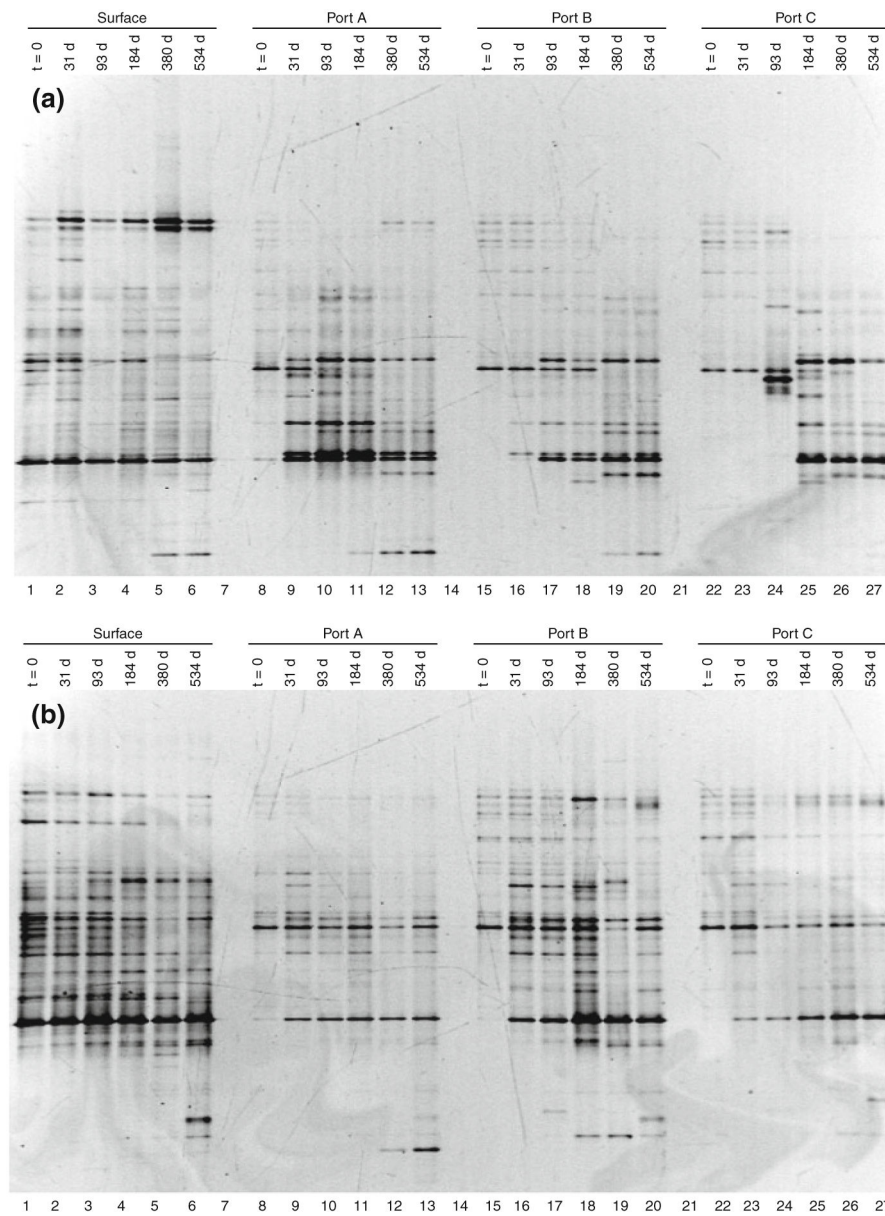 Surface Port A Port B Port C
t = 0 31 d 93 d 184 d 380 d 534 d t = 0 31 d 93 d 184 d 380 d 534 d t = 0 31 d 93 d 184 d 380 d 534 d t = 0 31 d 93 d 184 d 380 d 534 d
(a)
1 2 3 4 5 6 7 8 9 10 11 12 13 14 15 16 17 18 19 20 21 22 23 24 25 26 27
Surface Port A Port B Port C
t = 0 31 d 93 d 184 d 380 d 534 d t = 0 31 d 93 d 184 d 380 d 534 d t = 0 31 d 93 d 184 d 380 d 534 d t = 0 31 d 93 d 184 d 380 d 534 d
(b)
1 2 3 4 5 6 7 8 9 10 11 12 13 14 15 16 17 18 19 20 21 22 23 24 25 26 27